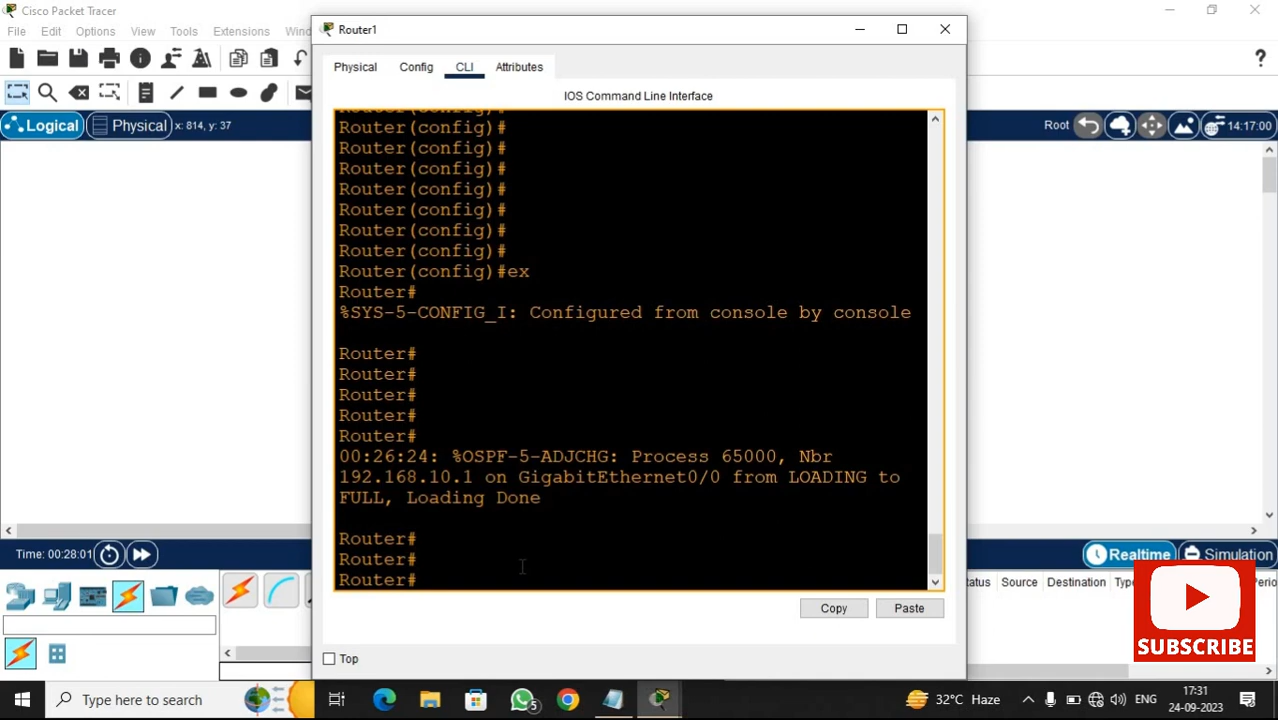 Cisco Packet Tracer
File Edit Options View Tools Extensions Wind
Router1
Physical Config CLI Attributes
IOS Command Line Interface
Logical Physical x: 814, y: 37
Root 14:17:00
Router(config)#
Router(config)#
Router(config)#
Router(config)#
Router(config)#
Router(config)#
Router(config)#
Router(config)#ex
Router#
%SYS-5-CONFIG_I: Configured from console by console
Router#
Router#
Router#
Router#
Router#
00:26:24: %OSPF-5-ADJCHG: Process 65000, Nbr
192.168.10.1 on GigabitEthernet0/0 from LOADING to
FULL, Loading Done
Router#
Router#
Router#
Copy Paste
Top
Time: 00:28:01
Realtime Simulation
tatus Source Destination Typ Perio
SUBSCRIBE
Type here to search
5
32°C Haze
ENG
17:31
24-09-2023